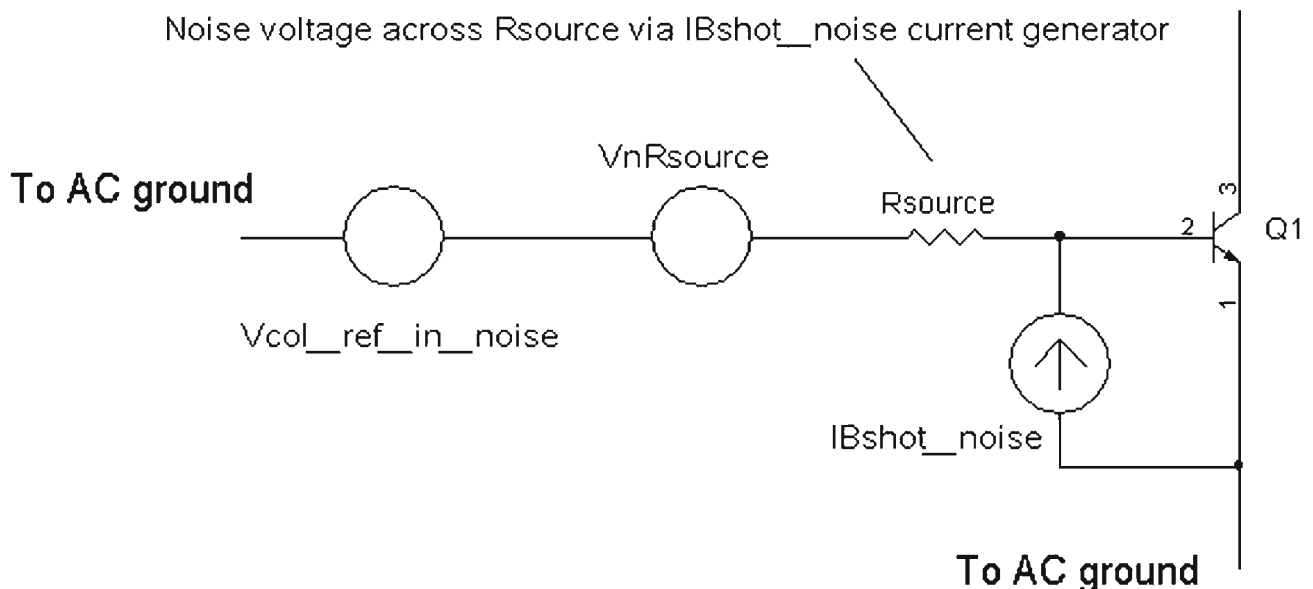 Noise voltage across Rsource via IBshot__noise current generator
VnRsource
To AC ground
Rsource
3
2
Q1
1
Vcol__ref__in__noise
IBshot__noise
To AC ground